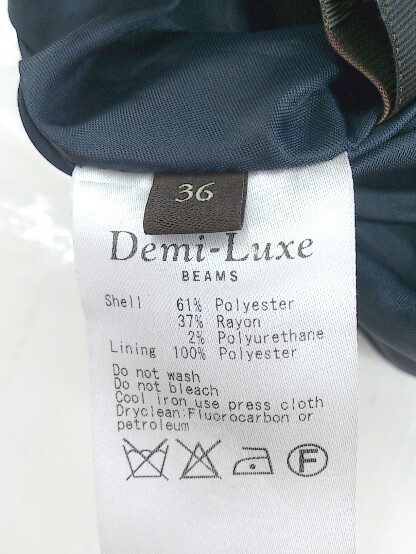 36
Demi-Luxe
BEAMS
Shell 61% Polyester
37% Rayon
2% Polyurethane
Lining 100% Polyester
Do not wash
Do not bleach
Cool iron use press cloth
Dryclean:Fluorocarbon or
petroleum
F